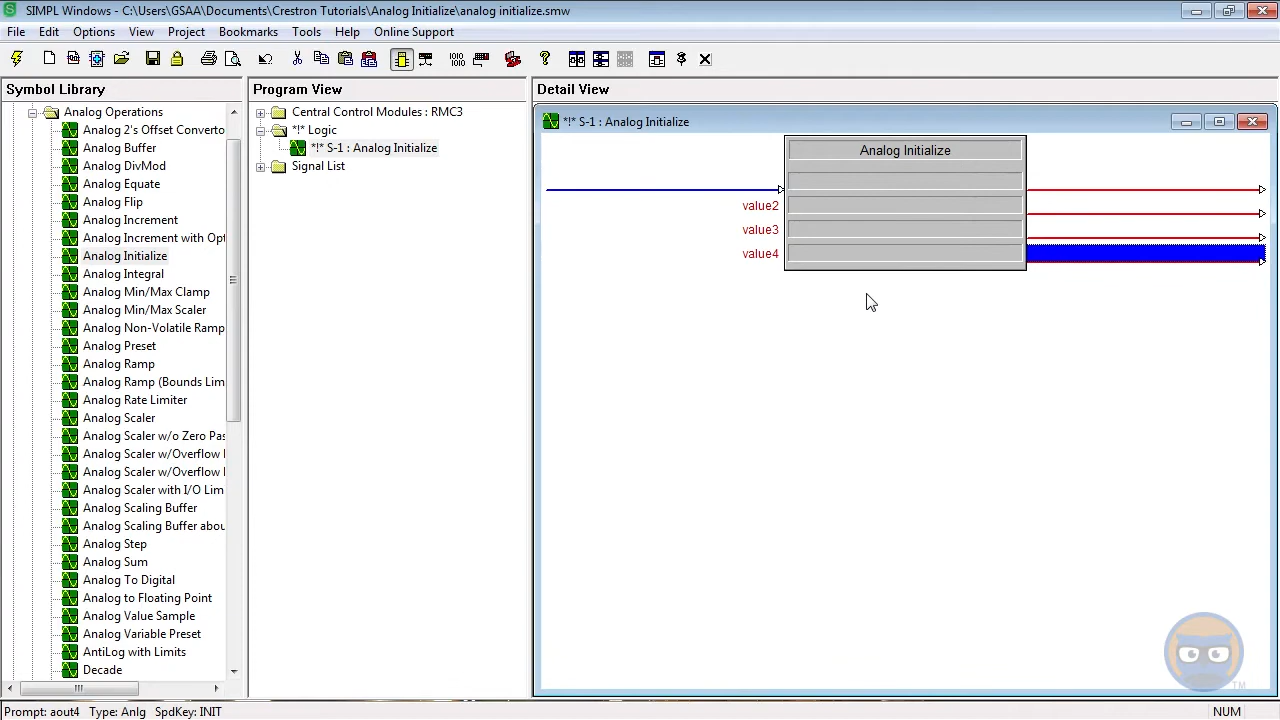 SIMPL Windows - C:\Users\GSAA\Documents\Crestron Tutorials\Analog Initialize\analog initialize.smw
File Edit Options View Project Bookmarks Tools Help Online Support
Symbol Library
Analog Operations
Analog 2's Offset Converto
Analog Buffer
Analog DivMod
Analog Equate
Analog Flip
Analog Increment
Analog Increment with Opt
Analog Initialize
Analog Integral
Analog Min/Max Clamp
Analog Min/Max Scaler
Analog Non-Volatile Ramp
Analog Preset
Analog Ramp
Analog Ramp (Bounds Lim
Analog Rate Limiter
Analog Scaler
Analog Scaler w/o Zero Pas
Analog Scaler w/Overflow
Analog Scaler w/Overflow
Analog Scaler with I/O Lim
Analog Scaling Buffer
Analog Scaling Buffer abou
Analog Step
Analog Sum
Analog To Digital
Analog to Floating Point
Analog Value Sample
Analog Variable Preset
AntiLog with Limits
Decade
Program View
Central Control Modules : RMC3
*!* Logic
*!* S-1 : Analog Initialize
Signal List
Detail View
*!* S-1 : Analog Initialize
Analog Initialize
value2
value3
value4
TM
Prompt: aout4 Type: Anlg SpdKey: INIT
NUM